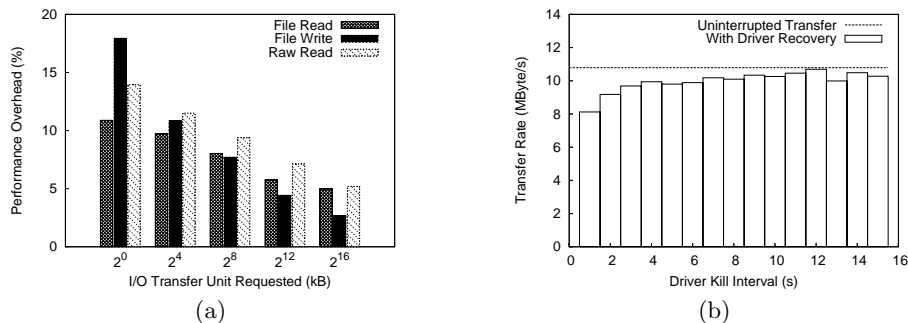 20
15
10
5
0
Performance Overhead (%)
File Read
File Write
Raw Read
2^0 2^4 2^8 2^12 2^16
I/O Transfer Unit Requested (kB)
(a)
14
12
10
8
6
4
2
0
Transfer Rate (MByte/s)
Uninterrupted Transfer
With Driver Recovery
0 2 4 6 8 10 12 14 16
Driver Kill Interval (s)
(b)